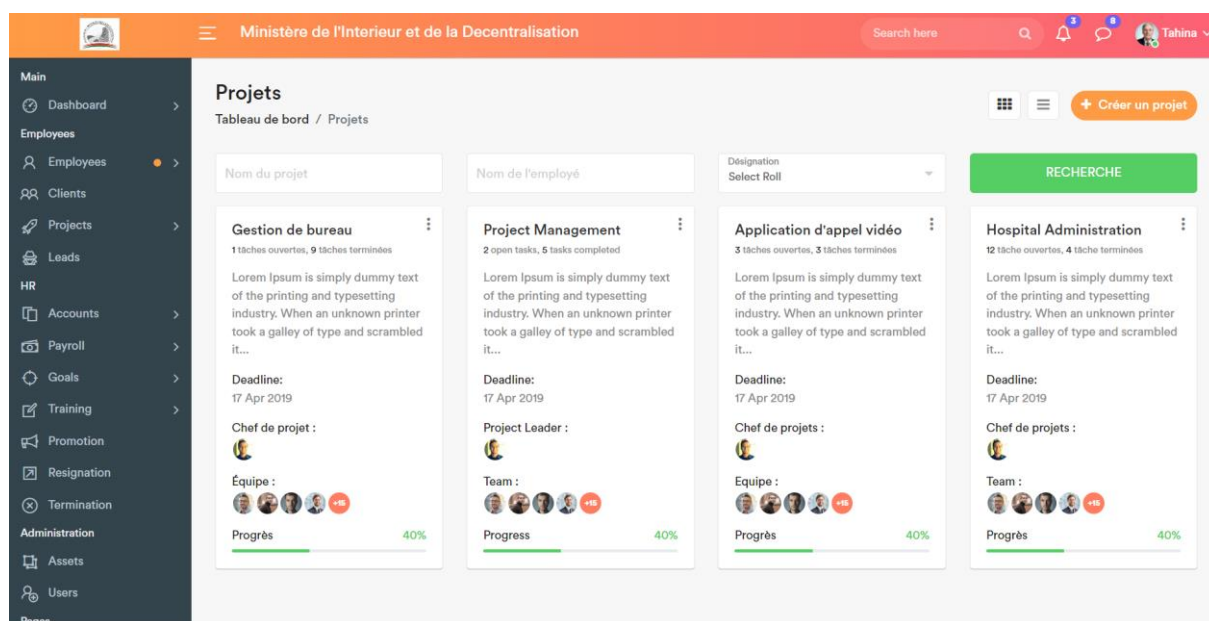 Ministère de l'Interieur et de la Decentralisation
Search here
3
8
Tahina
Main
Dashboard
Employees
Employees
Clients
Projects
Leads
HR
Accounts
Payroll
Goals
Training
Promotion
Resignation
Termination
Administration
Assets
Users
Pages
Projets
Tableau de bord / Projets
+ Créer un projet
Nom du projet
Nom de l'employé
Désignation
Select Roll
RECHERCHE
Gestion de bureau
1 tâches ouvertes, 9 tâches terminées
Lorem Ipsum is simply dummy text
of the printing and typesetting
industry. When an unknown printer
took a galley of type and scrambled
it...
Deadline:
17 Apr 2019
Chef de projet :
Équipe :
+15
Progrès 40%
Project Management
2 open tasks, 5 tasks completed
Lorem Ipsum is simply dummy text
of the printing and typesetting
industry. When an unknown printer
took a galley of type and scrambled
it...
Deadline:
17 Apr 2019
Project Leader :
Team :
+15
Progress 40%
Application d'appel vidéo
3 tâches ouvertes, 3 tâches terminées
Lorem Ipsum is simply dummy text
of the printing and typesetting
industry. When an unknown printer
took a galley of type and scrambled
it...
Deadline:
17 Apr 2019
Chef de projets :
Equipe :
+15
Progrès 40%
Hospital Administration
12 tâche ouvertes, 4 tâche terminées
Lorem Ipsum is simply dummy text
of the printing and typesetting
industry. When an unknown printer
took a galley of type and scrambled
it...
Deadline:
17 Apr 2019
Chef de projets :
Team :
+15
Progrès 40%